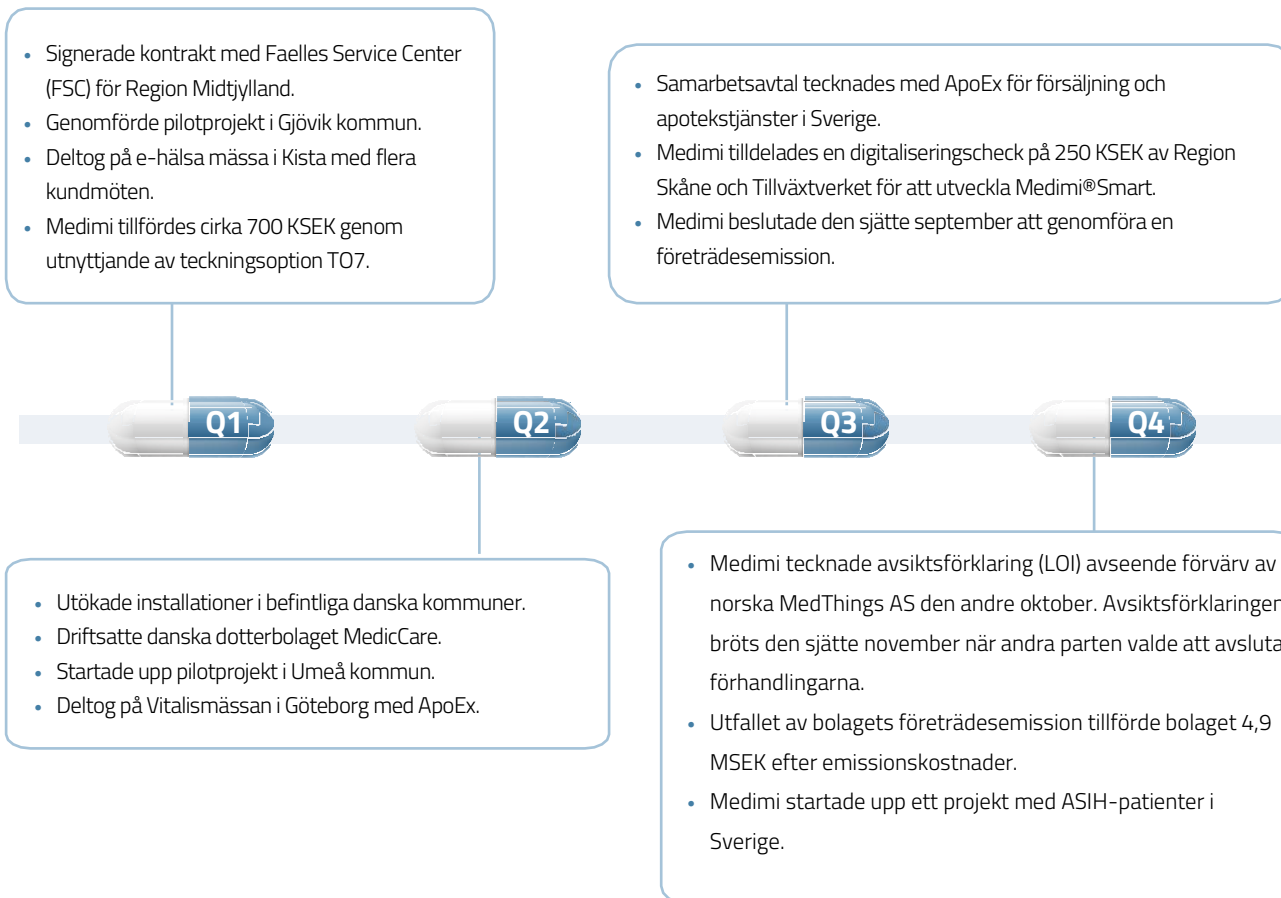 • Signerade kontrakt med Faelles Service Center
(FSC) för Region Midtjylland.
• Genomförde pilotprojekt i Gjövik kommun.
• Deltog på e-hälsa mässa i Kista med flera
kundmöten.
• Medimi tillfördes cirka 700 KSEK genom
utnyttjande av teckningsoption TO7.
• Samarbetsavtal tecknades med ApoEx för försäljning och
apotekstjänster i Sverige.
• Medimi tilldelades en digitaliseringscheck på 250 KSEK av Region
Skåne och Tillväxtverket för att utveckla Medimi®Smart.
• Medimi beslutade den sjätte september att genomföra en
företrädesemission.
Q1
Q2
Q3
Q4
• Utökade installationer i befintliga danska kommuner.
• Driftsatte danska dotterbolaget MedicCare.
• Startade upp pilotprojekt i Umeå kommun.
• Deltog på Vitalismässan i Göteborg med ApoEx.
• Medimi tecknade avsiktsförklaring (LOI) avseende förvärv av
norska MedThings AS den andre oktober. Avsiktsförklaringen
bröts den sjätte november när andra parten valde att avsluta
förhandlingarna.
• Utfallet av bolagets företrädesemission tillförde bolaget 4,9
MSEK efter emissionskostnader.
• Medimi startade upp ett projekt med ASIH-patienter i
Sverige.